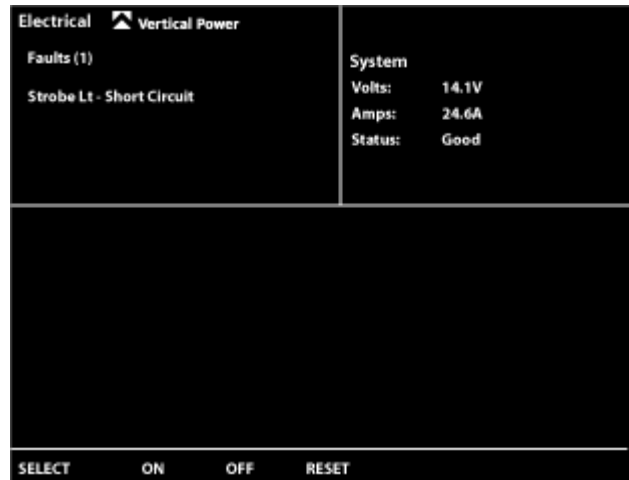 Electrical Vertical Power
Faults (1)
Strobe Lt - Short Circuit
System
Volts: 14.1V
Amps: 24.6A
Status: Good
SELECT ON OFF RESET